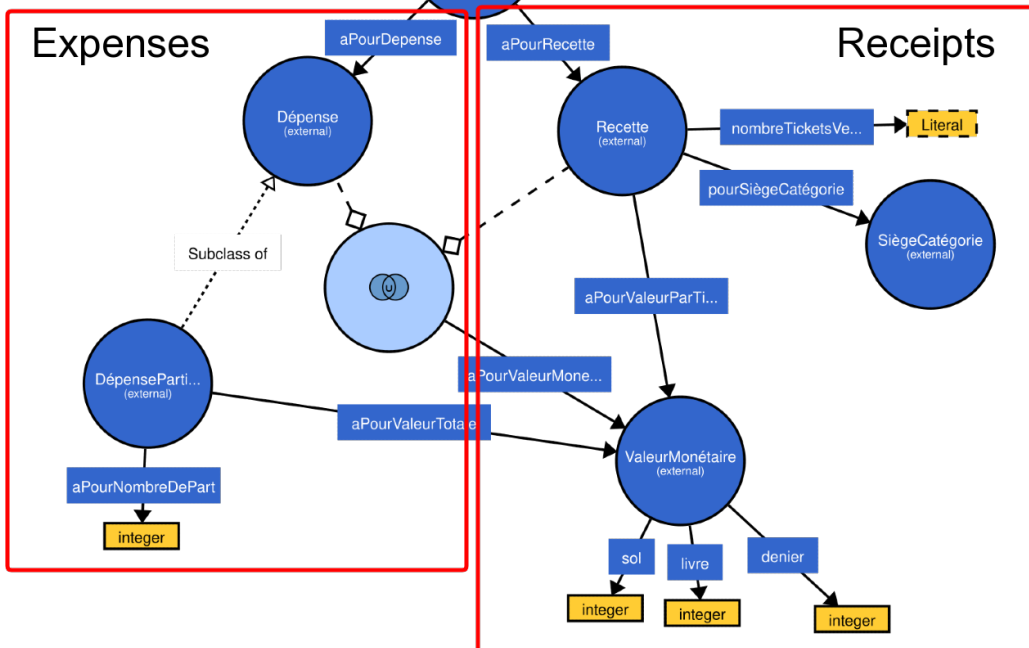 Expenses
Receipts
aPourDepense
aPourRecette
Dépense
(external)
Recette
(external)
nombreTicketsVe...
Literal
pourSiègeCatégorie
SiègeCatégorie
(external)
Subclass of
U
aPourValeurParTi...
DépenseParti...
(external)
aPourValeurMone...
aPourValeurTotale
ValeurMonétaire
(external)
aPourNombreDePart
integer
sol
livre
denier
integer
integer
integer